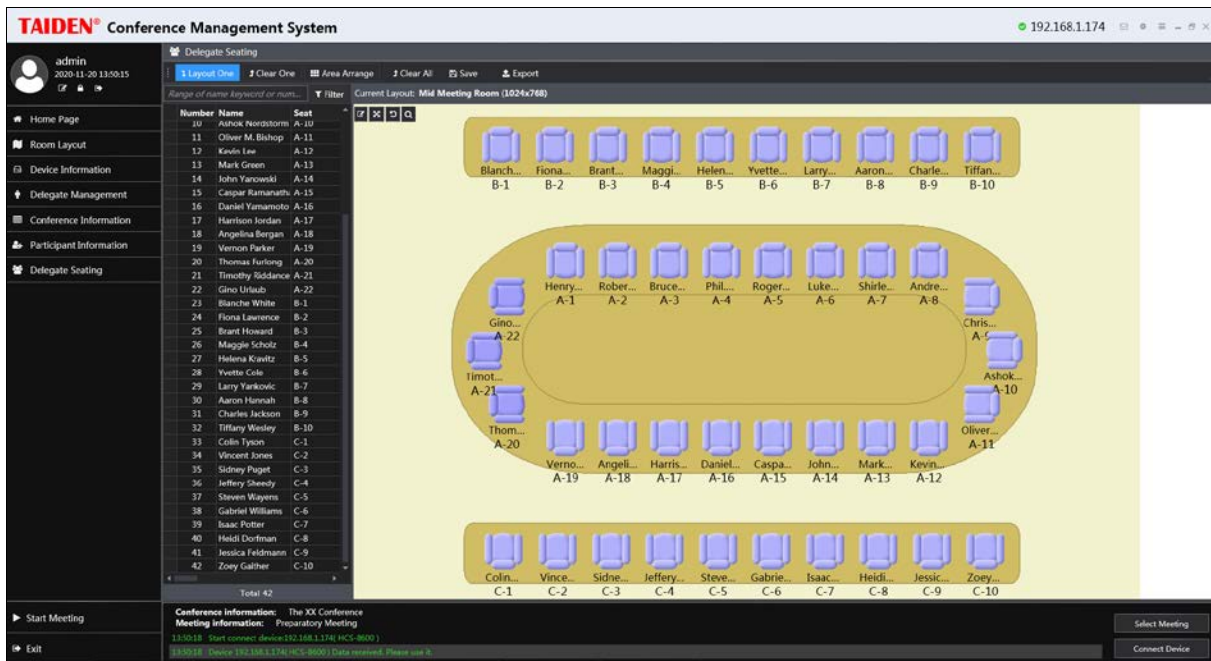 TAIDEN® Conference Management System
192.168.1.174
admin
2020-11-20 13:50:15
Home Page
Room Layout
Device Information
Delegate Management
Conference Information
Participant Information
Delegate Seating
Start Meeting
Exit
Delegate Seating
Layout One Clear One Area Arrange Clear All Save Export
Range of name keyword or num... Filter
Current Layout: Mid Meeting Room (1024x768)
Number Name Seat
10 Ashok Nordstorm A-10
11 Oliver M. Bishop A-11
12 Kevin Lee A-12
13 Mark Green A-13
14 John Yanowski A-14
15 Caspar Ramanath A-15
16 Daniel Yamamoto A-16
17 Harrison Jordan A-17
18 Angelina Bergan A-18
19 Vernon Parker A-19
20 Thomas Furlong A-20
21 Timothy Riddance A-21
22 Gino Urlaub A-22
23 Blanche White B-1
24 Fiona Lawrence B-2
25 Brant Howard B-3
26 Maggie Scholz B-4
27 Helena Kravitz B-5
28 Yvette Cole B-6
29 Larry Yankovic B-7
30 Aaron Hannah B-8
31 Charles Jackson B-9
32 Tiffany Wesley B-10
33 Colin Tyson C-1
34 Vincent Jones C-2
35 Sidney Puget C-3
36 Jeffery Sheedy C-4
37 Steven Wayens C-5
38 Gabriel Williams C-6
39 Isaac Potter C-7
40 Heidi Dorfman C-8
41 Jessica Feldmann C-9
42 Zoey Galther C-10
Total 42
Blanch... Fiona... Brant... Maggi... Helen... Yvette... Larry... Aaron... Charle... Tiffan...
B-1 B-2 B-3 B-4 B-5 B-6 B-7 B-8 B-9 B-10
Henry... Rober... Bruce... Phil.... Roger... Luke... Shirle... Andre...
A-1 A-2 A-3 A-4 A-5 A-6 A-7 A-8
Gino... Chris...
A-22 A-9
Timot... Ashok...
A-21 A-10
Thom... Oliver...
A-20 A-11
Verno... Angeli... Harris... Daniel... Caspa... John... Mark... Kevin...
A-19 A-18 A-17 A-16 A-15 A-14 A-13 A-12
Colin... Vince... Sidne... Jeffery... Steve... Gabrie... Isaac... Heidi... Jessic... Zoey...
C-1 C-2 C-3 C-4 C-5 C-6 C-7 C-8 C-9 C-10
Conference information: The XX Conference
Meeting information: Preparatory Meeting
13:50:18 Start connect device:192.168.1.174( HCS-8600 )
13:50:18 Device 192.168.1.174( HCS-8600 ) Data received. Please use it.
Select Meeting
Connect Device